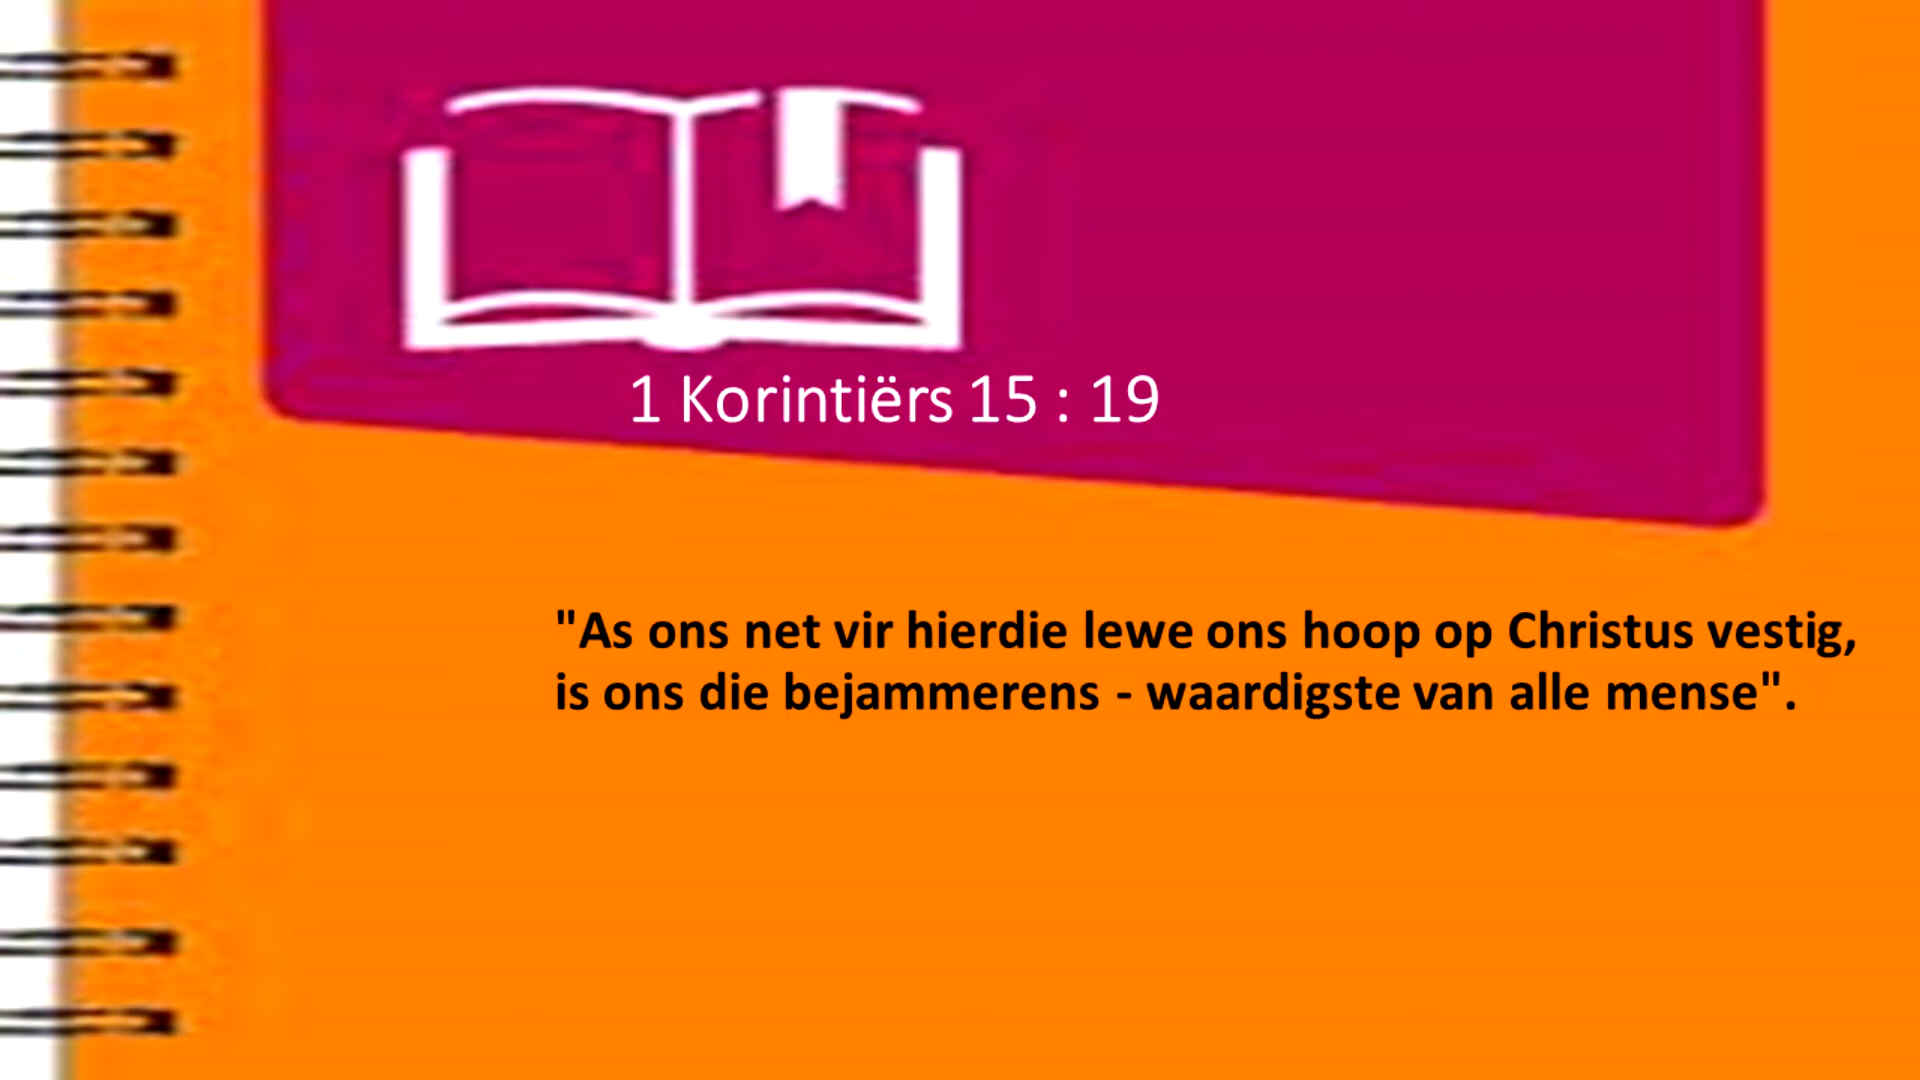 1 Korintiërs 15 : 19
"As ons net vir hierdie lewe ons hoop op Christus vestig,
is ons die bejammerens - waardigste van alle mense".